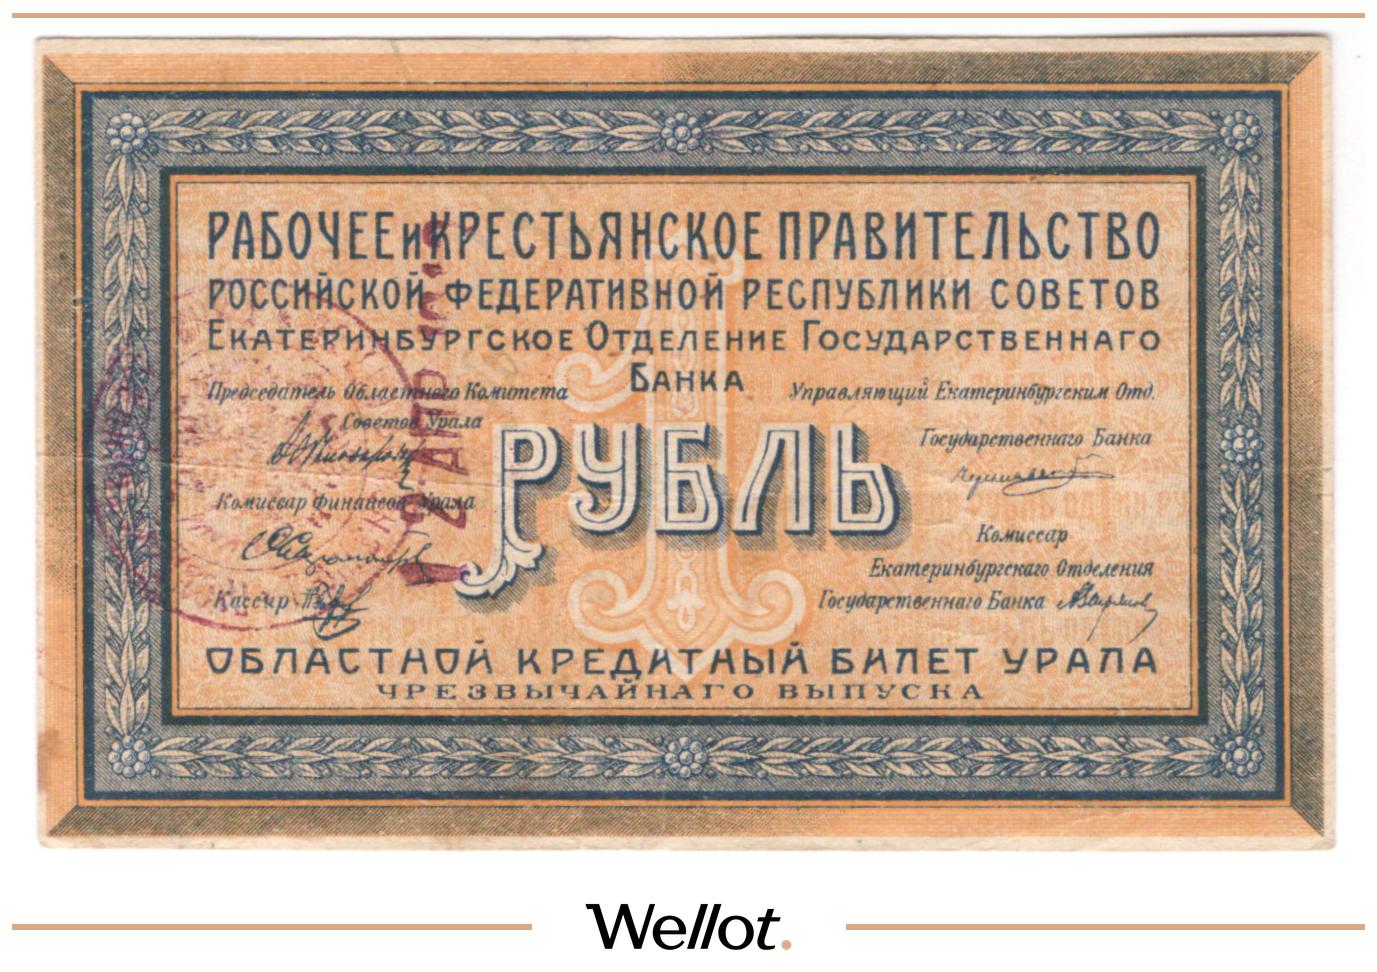 РАБОЧЕЕ и КРЕСТЬЯНСКОЕ ПРАВИТЕЛЬСТВО
РОССИЙСКОЙ ФЕДЕРАТИВНОЙ РЕСПУБЛИКИ СОВЕТОВ
ЕКАТЕРИНБУРГСКОЕ ОТДЕЛЕНИЕ ГОСУДАРСТВЕННАГО
БАНКА
Председатель Областного Комитета
Советов Урала
Управляющий Екатеринбургским Отд.
Государственнаго Банка
1
РУБЛЬ
Комиссар финансов Урала
Кассир
Комиссар
Екатеринбургскаго Отделения
Государственнаго Банка
ОБЛАСТНОЙ КРЕДИТНЫЙ БИЛЕТ УРАЛА
ЧРЕЗВЫЧАЙНАГО ВЫПУСКА
Wellot.